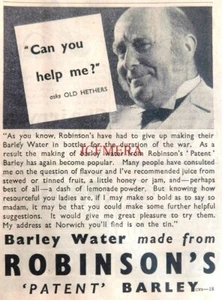 "Can you
help me?"
asks OLD HETHERS
"As you know, Robinson's have had to give up making their
Barley Water in bottles for the duration of the war. As a
result the making of Barley Water from Robinson's 'Patent'
Barley has again become popular. Many people have consulted
me on the question of flavour and I've recommended juice from
stewed or tinned fruit, a little honey or jam, and—perhaps
best of all—a dash of lemonade powder. But knowing how
resourceful you ladies are, if I may make so bold as to say so
madam, it may be that you could make some further helpful
suggestions. It would give me great pleasure to try them.
My address at Norwich you'll find on the tin."
Barley Water made from
ROBINSON'S
'PATENT' BARLEY